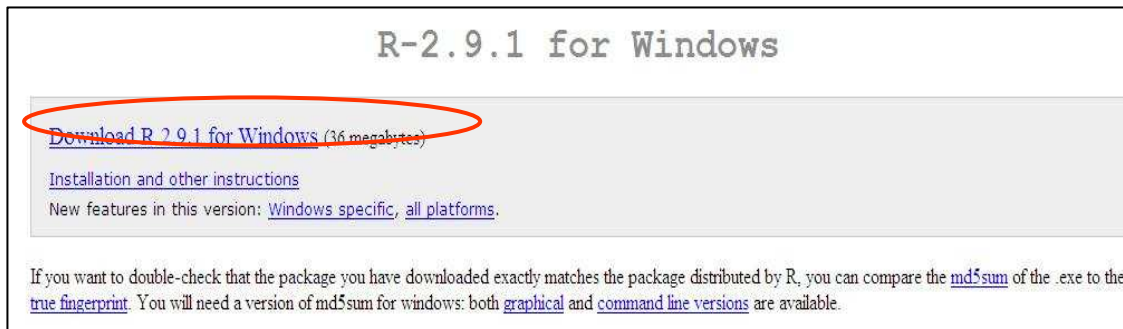 R-2.9.1 for Windows
Download R 2.9.1 for Windows (36 megabytes)
Installation and other instructions
New features in this version: Windows specific, all platforms.
If you want to double-check that the package you have downloaded exactly matches the package distributed by R, you can compare the md5sum of the .exe to the
true fingerprint. You will need a version of md5sum for windows: both graphical and command line versions are available.